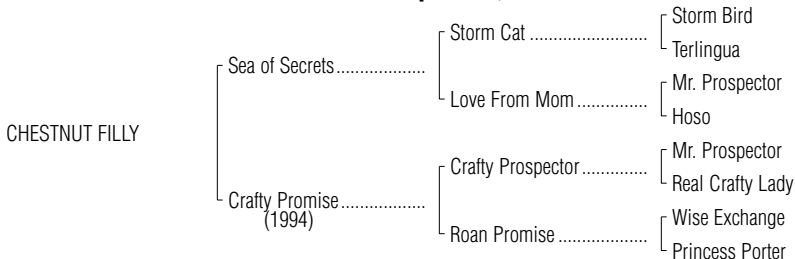 Storm Bird
Storm Cat ..........................
Terlingua
Sea of Secrets....................
Mr. Prospector
Love From Mom ................
Hoso
CHESTNUT FILLY
Mr. Prospector
Crafty Prospector ...............
Real Crafty Lady
Crafty Promise ...................
(1994)
Wise Exchange
Roan Promise ....................
Princess Porter